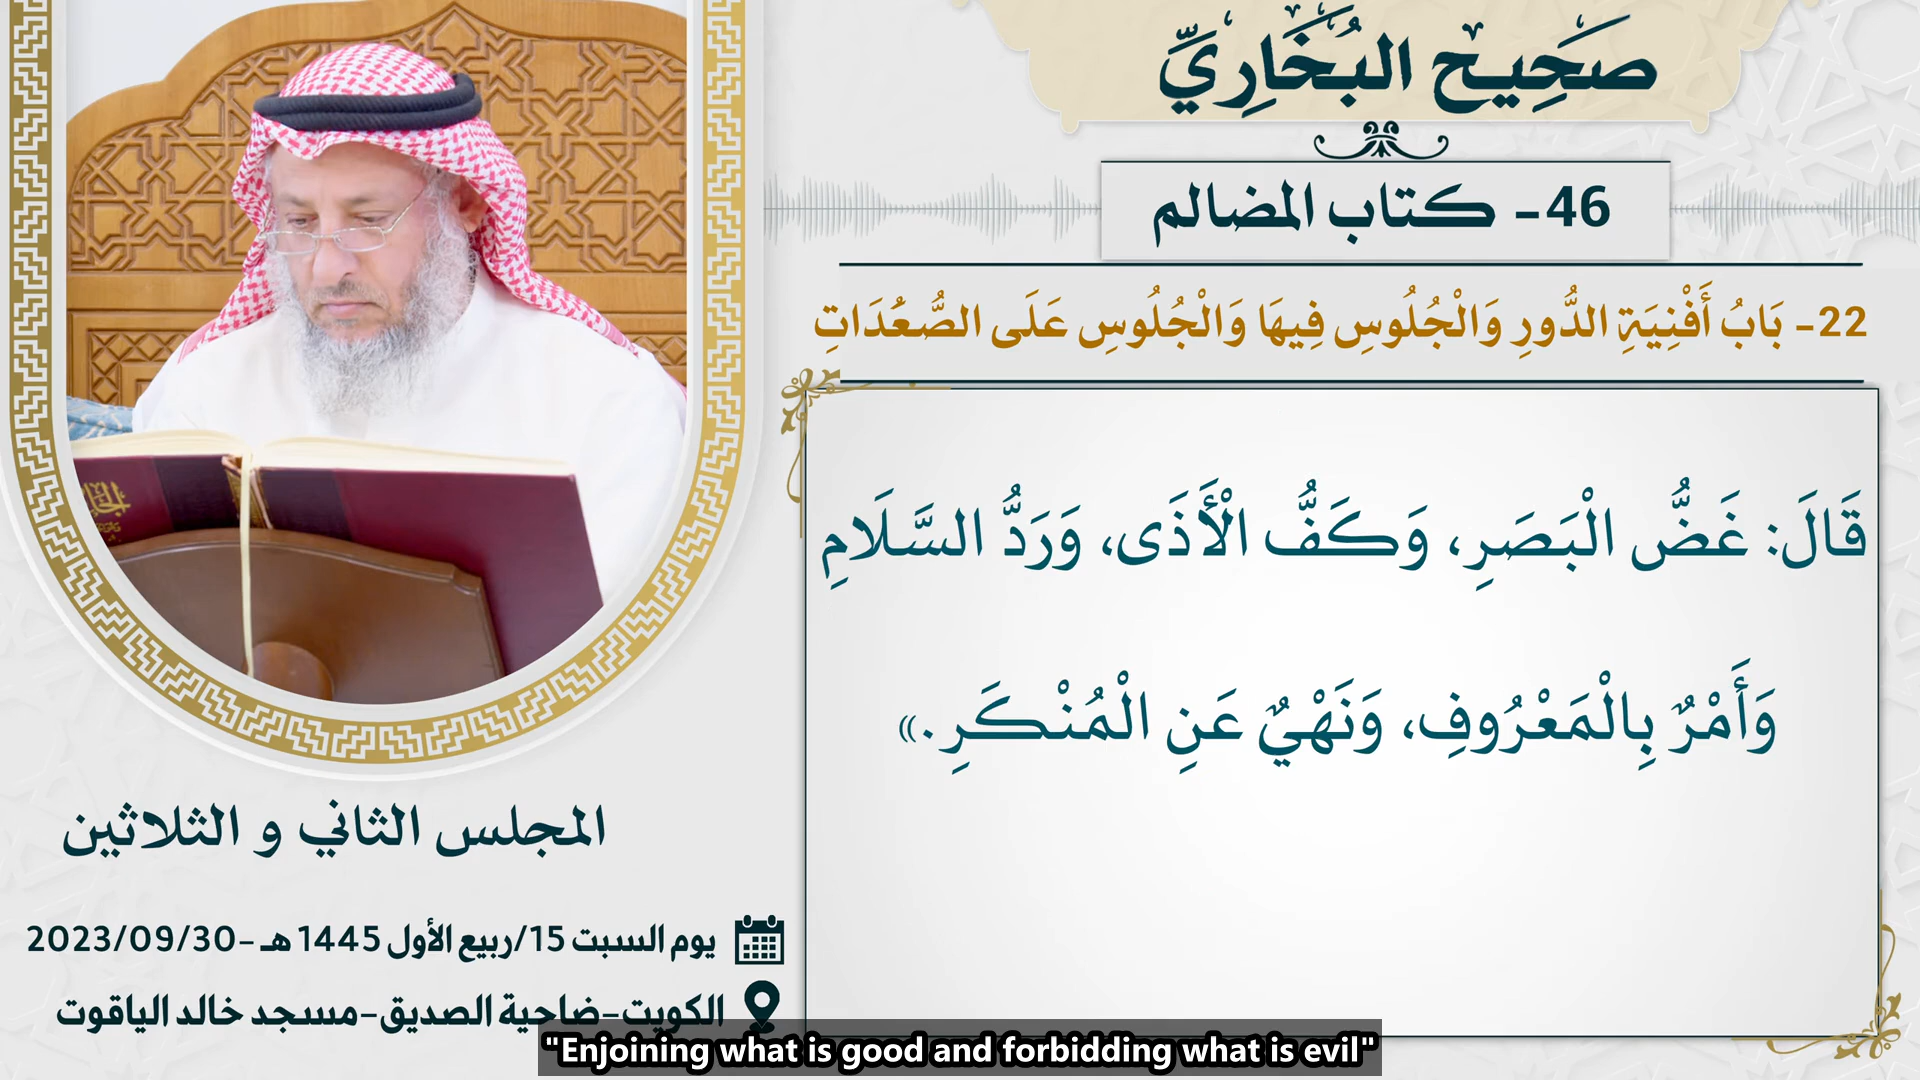 صَحِيح البُخَارِيِّ
46- كتاب المضالم
22- بَابُ أَفْنِيَةِ الدُّورِ وَالْجُلُوسِ فِيهَا وَالْجُلُوسِ عَلَى الصُّعُدَاتِ
قَالَ: غَضُّ الْبَصَرِ، وَكَفُّ الْأَذَى، وَرَدُّ السَّلَامِ
وَأَمْرٌ بِالْمَعْرُوفِ، وَنَهْيٌ عَنِ الْمُنْكَرِ.»
المجلس الثاني و الثلاثين
يوم السبت 15/ربيع الأول 1445 هـ -2023/09/30
الكويت-ضاحية الصديق-مسجد خالد الياقوت
"Enjoining what is good and forbidding what is evil"